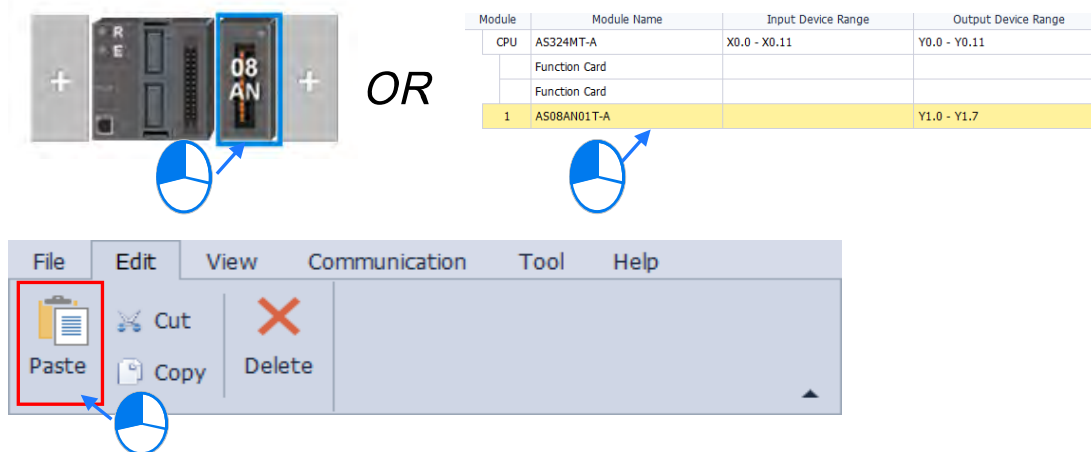 R
E
08
AN
+
+
OR
Module Module Name Input Device Range Output Device Range
CPU AS324MT-A X0.0 - X0.11 Y0.0 - Y0.11
Function Card
Function Card
1 AS08AN01T-A Y1.0 - Y1.7
File Edit View Communication Tool Help
Paste
Cut
Copy
Delete